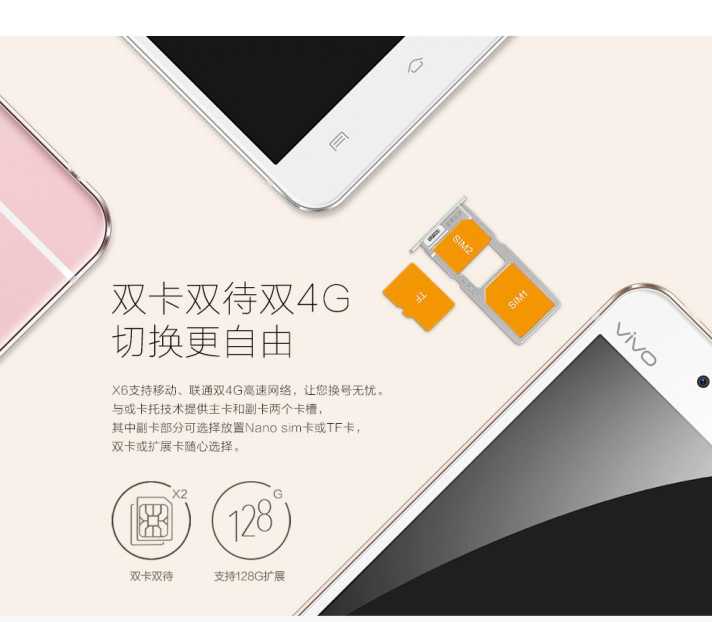 SIM2
TF
SIM1
vivo
双卡双待双4G
切换更自由
X6支持移动、联通双4G高速网络，让您换号无忧。
与或卡托技术提供主卡和副卡两个卡槽，
其中副卡部分可选择放置Nano sim卡或TF卡，
双卡或扩展卡随心选择。
X2
128G
双卡双待
支持128G扩展